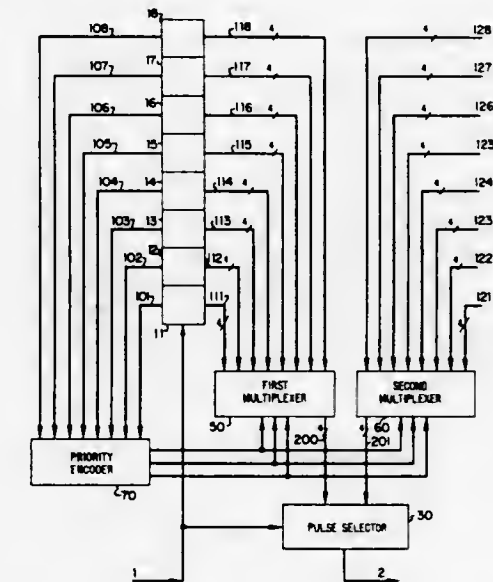 18 108 118 4 4 128
17 107 117 4 4 127
16 106 116 4 4 126
15 105 115 4 4 123
14 104 114 4 4 124
13 103 113 4 4 123
12 102 112 4 4 122
101 111 4 4 121
11
FIRST MULTIPLEXER
SECOND MULTIPLEXER
50 4 200 4 60 201
PRIORITY ENCODER
70
PULSE SELECTOR
30
1 2